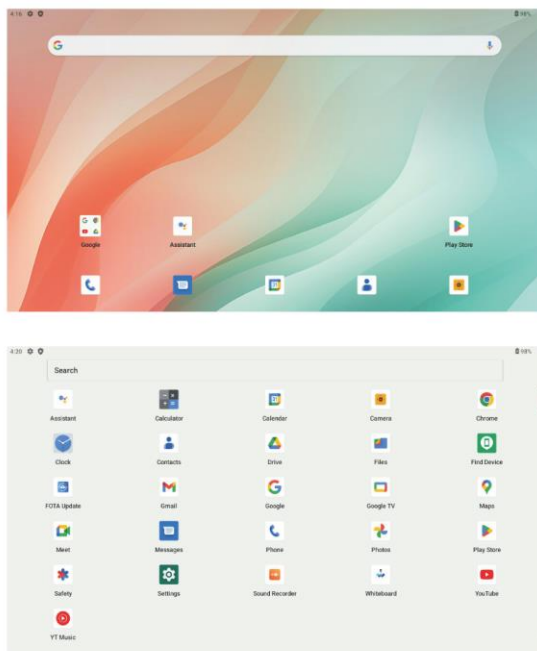 4:16
98%
Google
Assistant
Play Store
4:20
98%
Search
Assistant
Calculator
Calendar
Camera
Chrome
Clock
Contacts
Drive
Files
Find Device
FOTA Update
Gmail
Google
Google TV
Maps
Meet
Messages
Phone
Photos
Play Store
Safety
Settings
Sound Recorder
Whiteboard
YouTube
YT Music